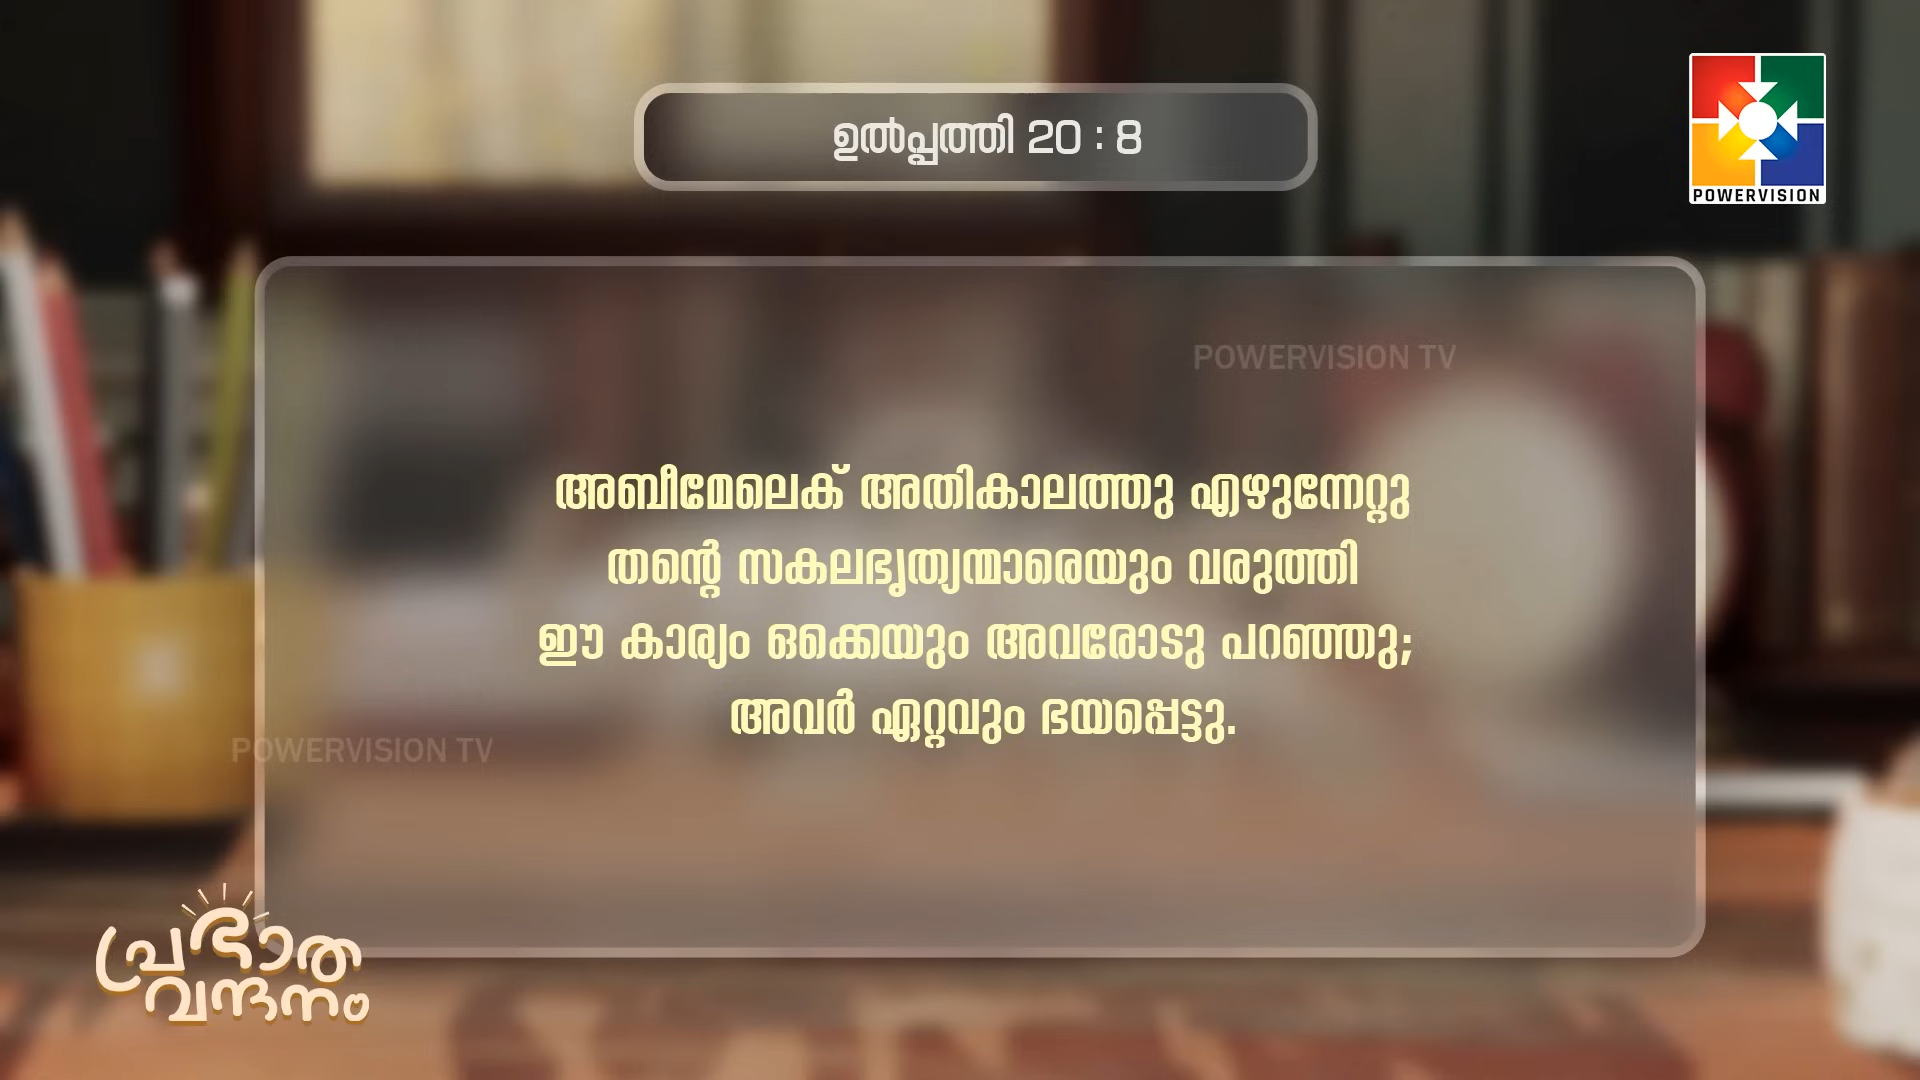 ഉൽപ്പത്തി 20 : 8
POWERVISION
POWERVISION TV
അബീമേലെക് അതികാലത്തു എഴുന്നേറ്റു
തന്റെ സകലഭൃത്യന്മാരെയും വരുത്തി
ഈ കാര്യം ഒക്കെയും അവരോടു പറഞ്ഞു;
അവർ ഏറ്റവും ഭയപ്പെട്ടു.
POWERVISION TV
പ്രഭാത
വന്ദനം